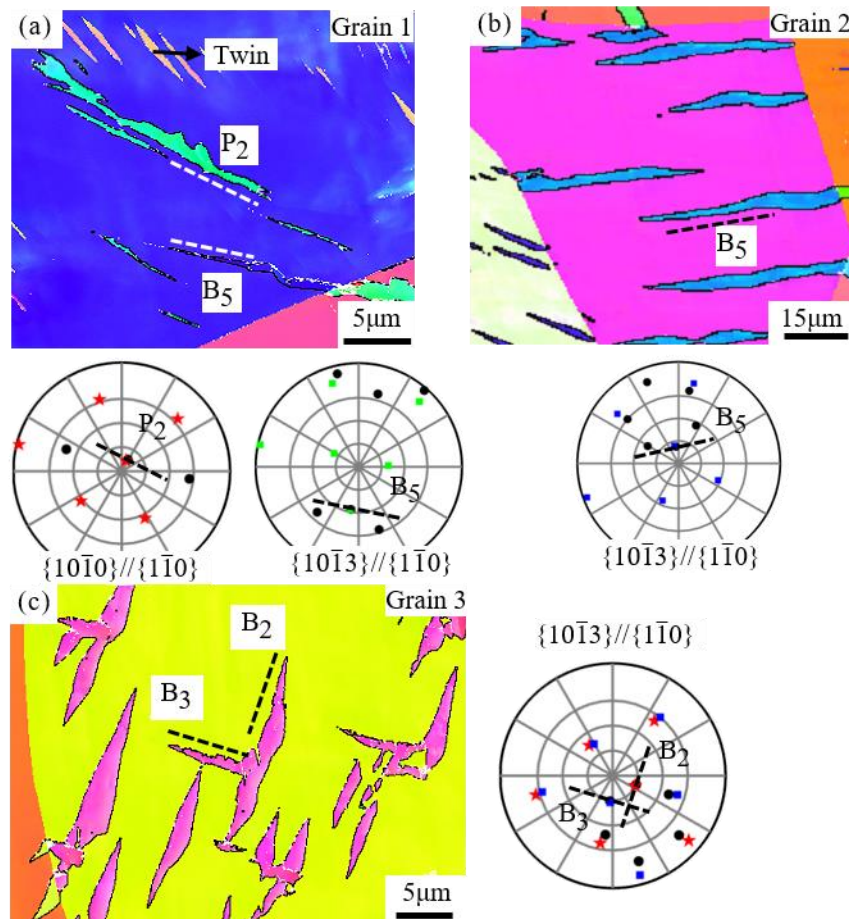 (a) Grain 1
Twin
P₂
B₅
5μm
(b) Grain 2
B₅
15μm
P₂
{101̄0}//{11̄0}
B₅
{101̄3}//{11̄0}
B₅
{101̄3}//{11̄0}
(c) Grain 3
B₂
B₃
5μm
{101̄3}//{11̄0}
B₂
B₃